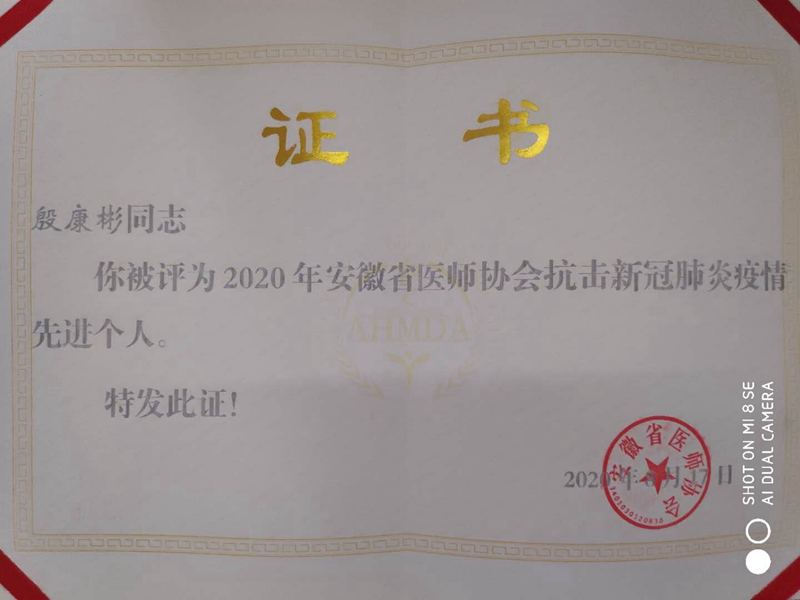 证 书
殷康彬同志
你被评为2020年安徽省医师协会抗击新冠肺炎疫情
先进个人。
特发此证!
AHMDA
安徽省医师协会
2020年8月17日
SHOT ON MI 8 SE
AI DUAL CAMERA